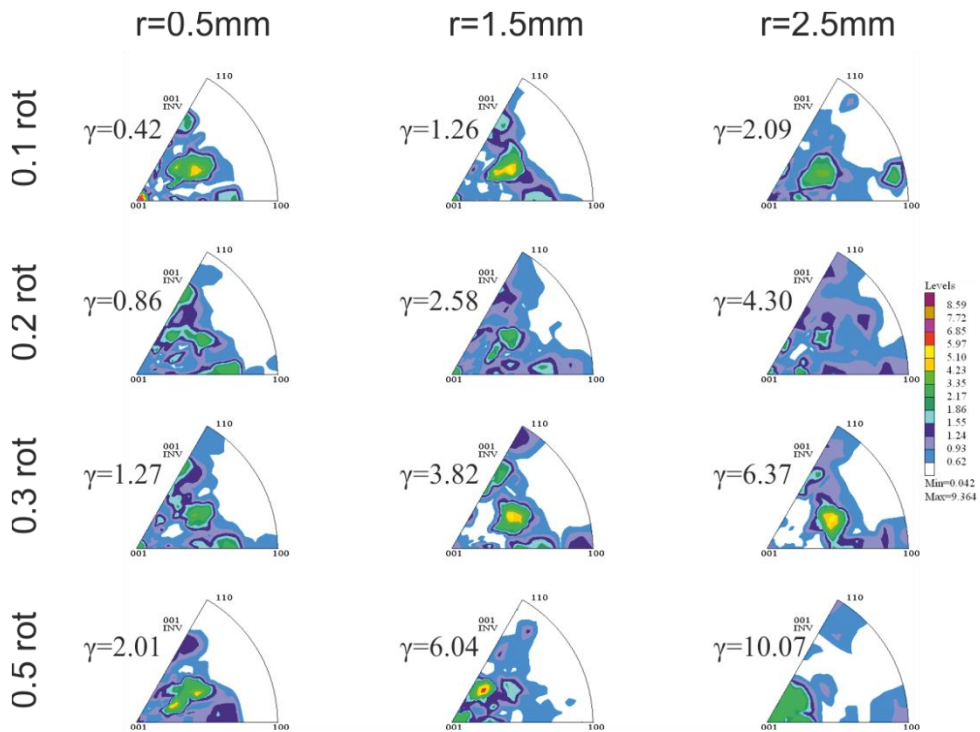 r=0.5mm
r=1.5mm
r=2.5mm
0.1 rot
110
001
INV
γ=0.42
001
100
110
001
INV
γ=1.26
001
100
110
001
INV
γ=2.09
001
100
0.2 rot
110
001
INV
γ=0.86
001
100
110
001
INV
γ=2.58
001
100
110
001
INV
γ=4.30
001
100
Levels
8.59
7.72
6.85
5.97
5.10
4.23
3.35
2.17
1.86
1.55
1.24
0.93
0.62
Min=0.042
Max=9.364
0.3 rot
110
001
INV
γ=1.27
001
100
110
001
INV
γ=3.82
001
100
110
001
INV
γ=6.37
001
100
0.5 rot
110
001
INV
γ=2.01
001
100
110
001
INV
γ=6.04
001
100
110
001
INV
γ=10.07
001
100